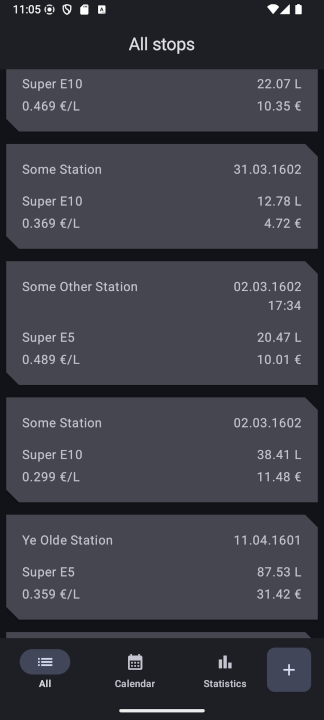 11:05
All stops
Super E10 22.07 L
0.469 €/L 10.35 €
Some Station 31.03.1602
Super E10 12.78 L
0.369 €/L 4.72 €
Some Other Station 02.03.1602
17:34
Super E5 20.47 L
0.489 €/L 10.01 €
Some Station 02.03.1602
Super E10 38.41 L
0.299 €/L 11.48 €
Ye Olde Station 11.04.1601
Super E5 87.53 L
0.359 €/L 31.42 €
All Calendar Statistics +